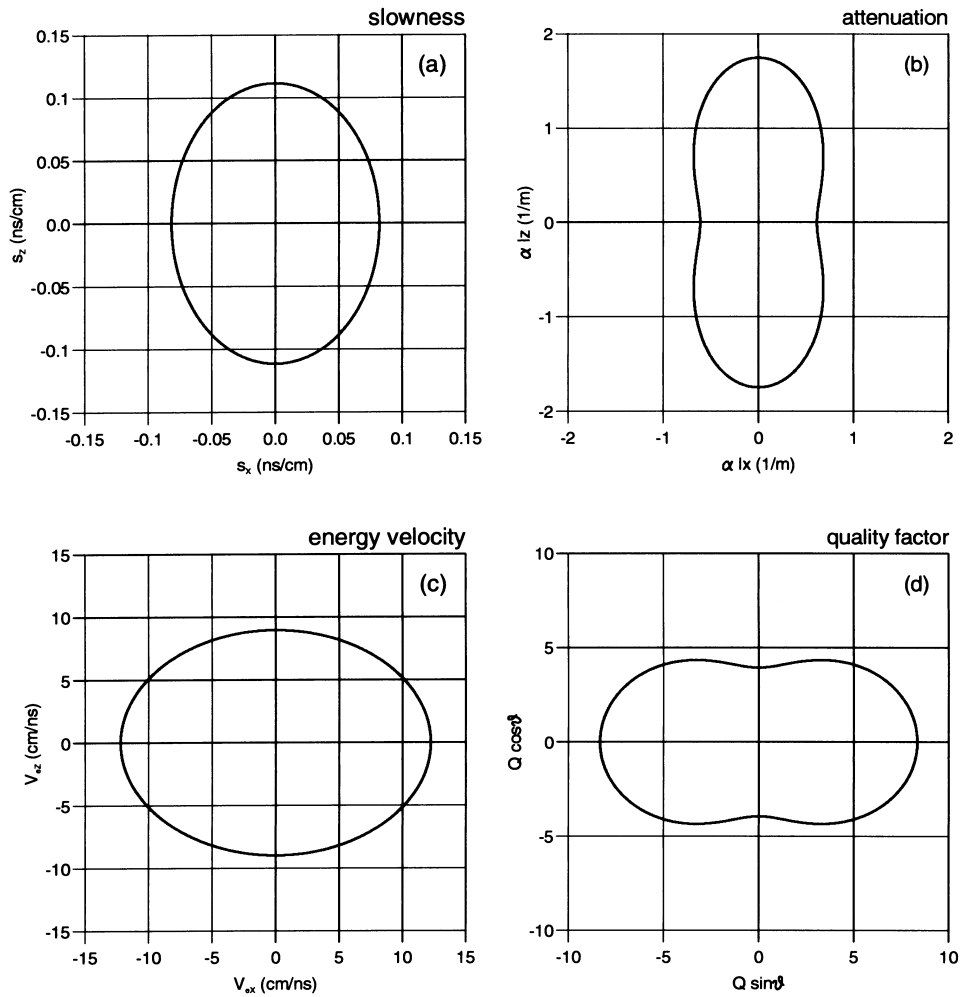 slowness
(a)
0.15
0.1
0.05
0.0
-0.05
-0.1
-0.15
s_z (ns/cm)
-0.15 -0.1 -0.05 0.0 0.05 0.1 0.15
s_x (ns/cm)
attenuation
(b)
2
1
0
-1
-2
α lz (1/m)
-2 -1 0 1 2
α lx (1/m)
energy velocity
(c)
15
10
5
0
-5
-10
-15
V_ez (cm/ns)
-15 -10 -5 0 5 10 15
V_ex (cm/ns)
quality factor
(d)
10
5
0
-5
-10
Q cosϑ
-10 -5 0 5 10
Q sinϑ